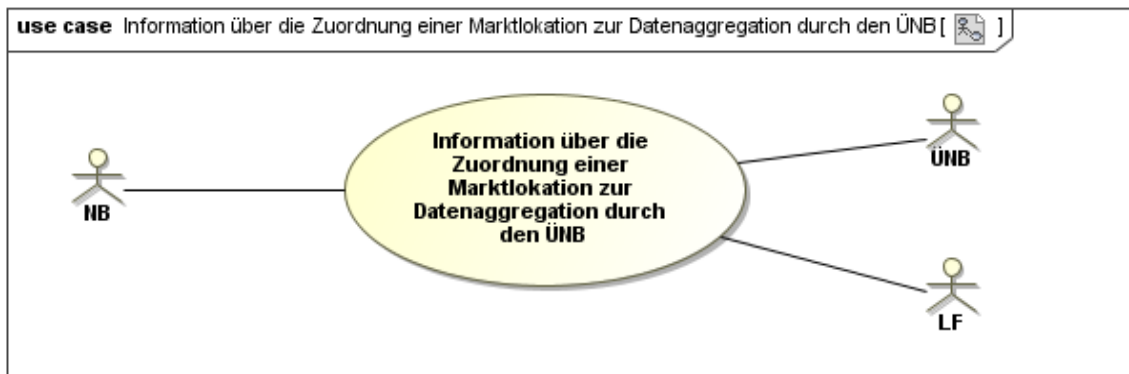 use case Information über die Zuordnung einer Marktlokation zur Datenaggregation durch den ÜNB [ ]
Information über die
Zuordnung einer
Marktlokation zur
Datenaggregation durch
den ÜNB
NB
ÜNB
LF